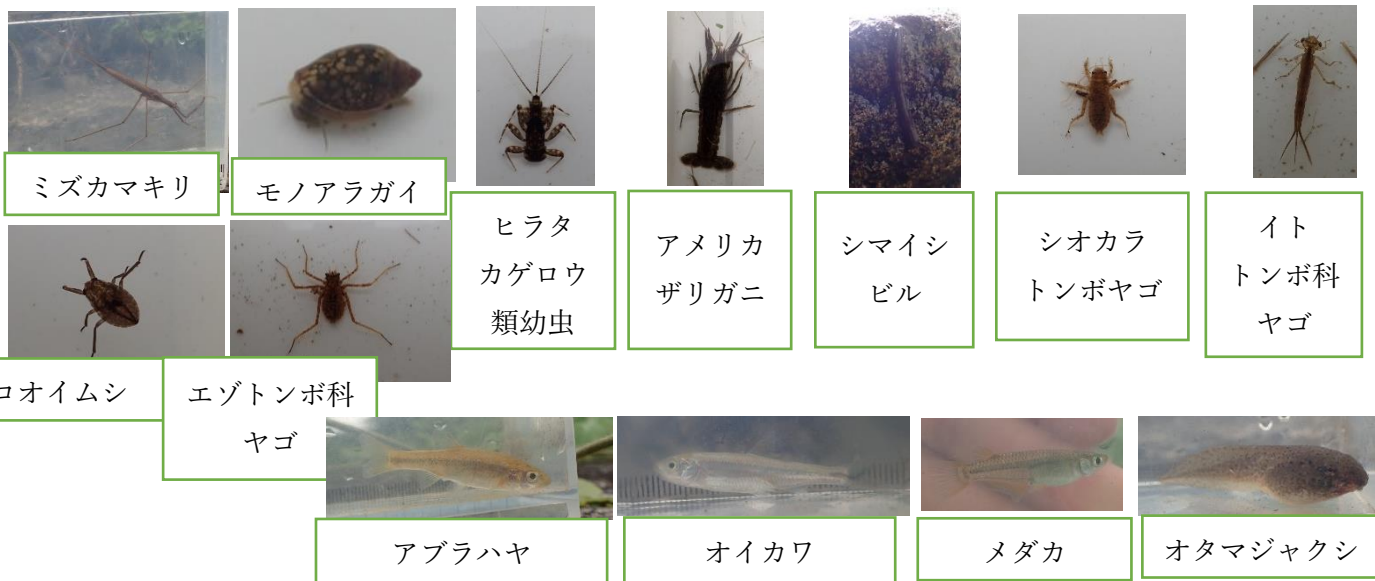 ミズカマキリ
モノアラガイ
ヒラタ
カゲロウ
類幼虫
アメリカ
ザリガニ
シマイシ
ビル
シオカラ
トンボヤゴ
イト
トンボ科
ヤゴ
コオイムシ
エゾトンボ科
ヤゴ
アブラハヤ
オイカワ
メダカ
オタマジャクシ